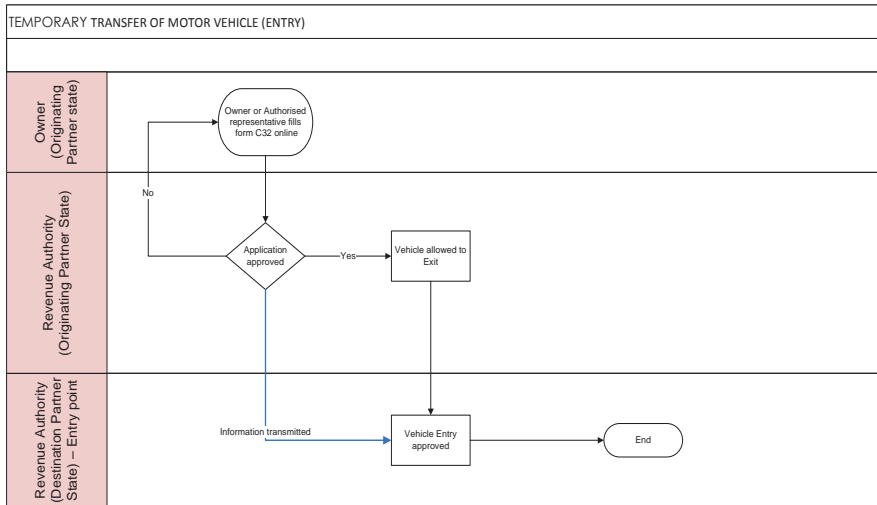 TEMPORARY TRANSFER OF MOTOR VEHICLE (ENTRY)
Owner
(Originating
Partner state)
Owner or Authorised
representative fills
form C32 online
No
Revenue Authority
(Originating Partner State)
Application
approved
Yes
Vehicle allowed to
Exit
Revenue Authority
(Destination Partner
State) – Entry point
Information transmitted
Vehicle Entry
approved
End